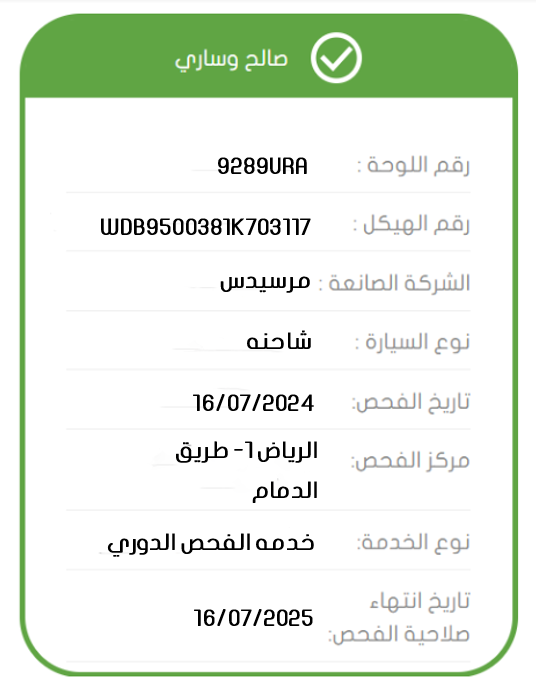 صالح وساري
رقم اللوحة : 9289URA
رقم الهيكل : WDB9500381K703117
الشركة الصانعة : مرسيدس
نوع السيارة : شاحنه
تاريخ الفحص: 16/07/2024
مركز الفحص: الرياض 1- طريق
الدمام
نوع الخدمة: خدمه الفحص الدوري
تاريخ انتهاء
صلاحية الفحص: 16/07/2025